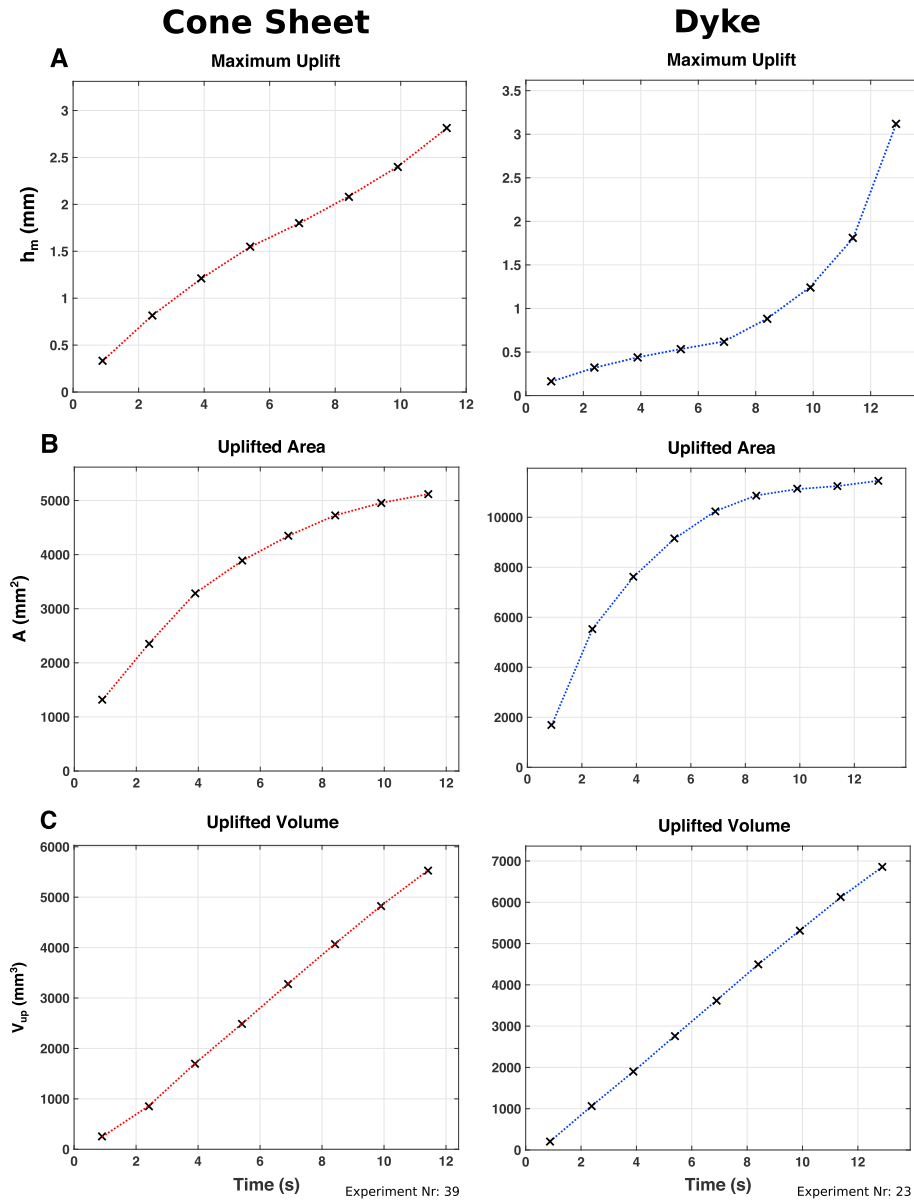 Cone Sheet
Dyke
A
Maximum Uplift
Maximum Uplift
h_m (mm)
3
2.5
2
1.5
1
0.5
0
0 2 4 6 8 10 12
3.5
3
2.5
2
1.5
1
0.5
0
0 2 4 6 8 10 12
B
Uplifted Area
Uplifted Area
A (mm²)
5000
4000
3000
2000
1000
0
0 2 4 6 8 10 12
10000
8000
6000
4000
2000
0
0 2 4 6 8 10 12
C
Uplifted Volume
Uplifted Volume
V_up (mm³)
6000
5000
4000
3000
2000
1000
0
0 2 4 6 8 10 12
7000
6000
5000
4000
3000
2000
1000
0
0 2 4 6 8 10 12
Time (s)
Experiment Nr: 39
Time (s)
Experiment Nr: 23